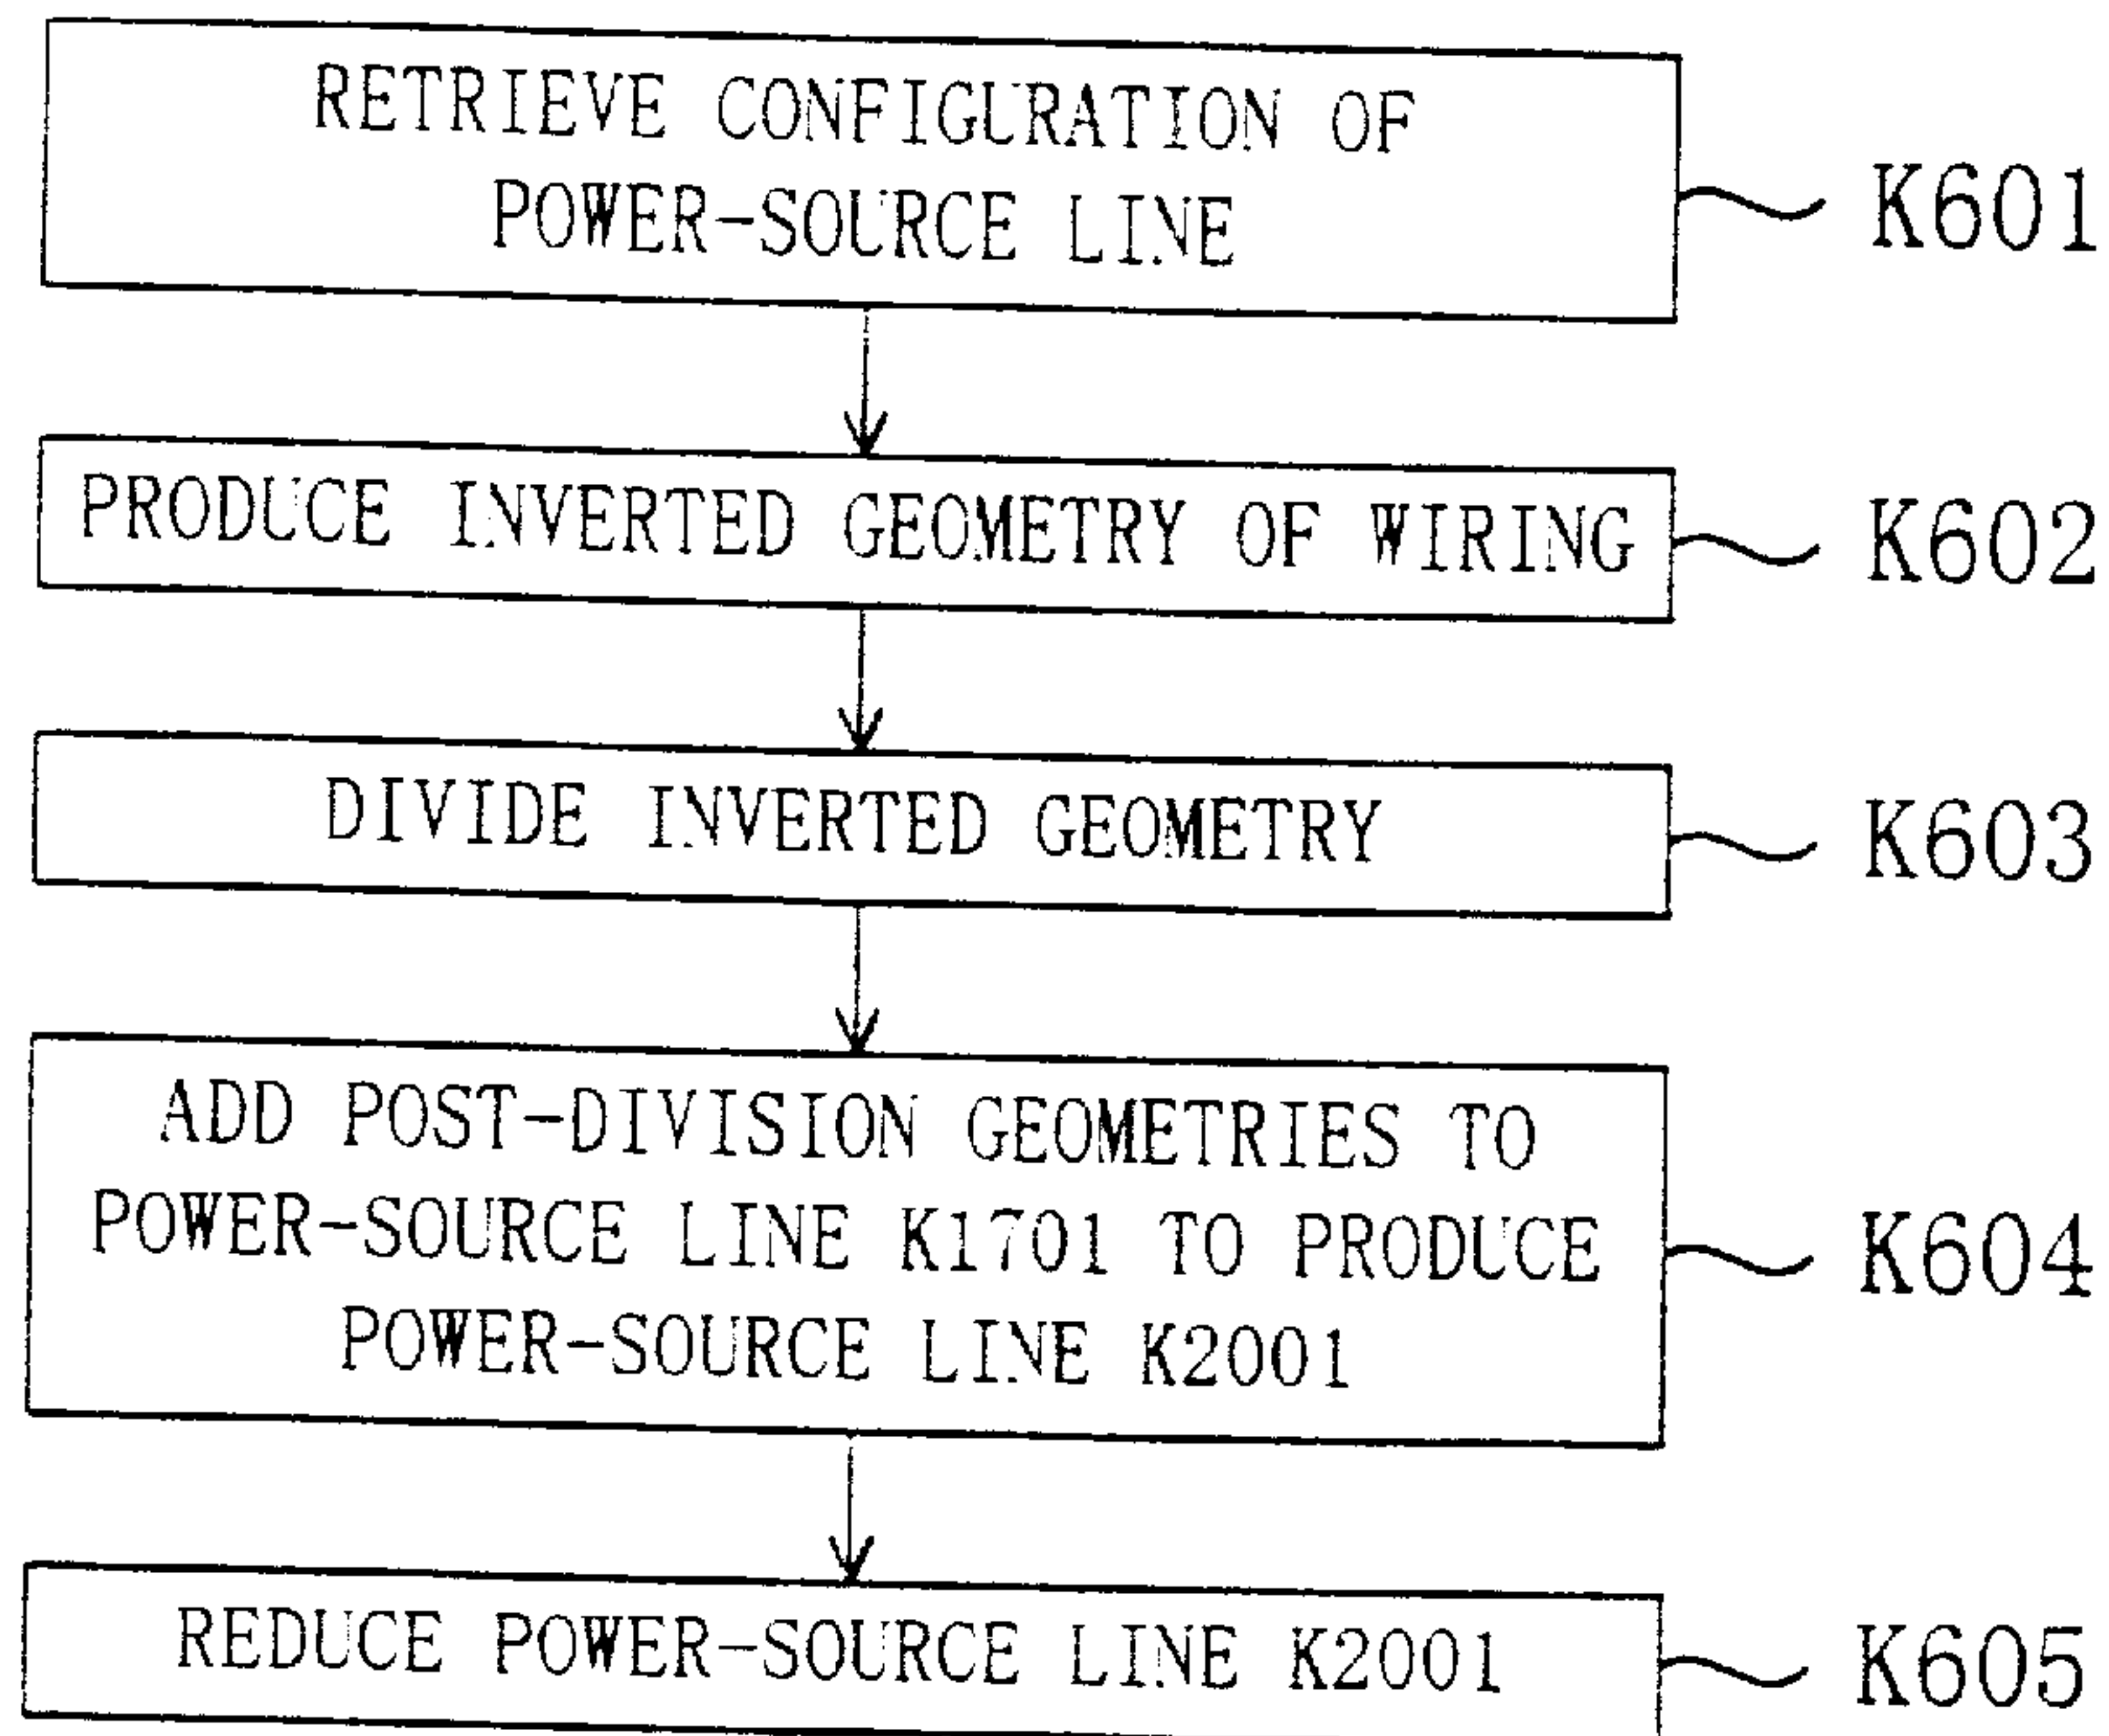 RETRIEVE CONFIGURATION OF
POWER-SOURCE LINE
K601
PRODUCE INVERTED GEOMETRY OF WIRING
K602
DIVIDE INVERTED GEOMETRY
K603
ADD POST-DIVISION GEOMETRIES TO
POWER-SOURCE LINE K1701 TO PRODUCE
POWER-SOURCE LINE K2001
K604
REDUCE POWER-SOURCE LINE K2001
K605